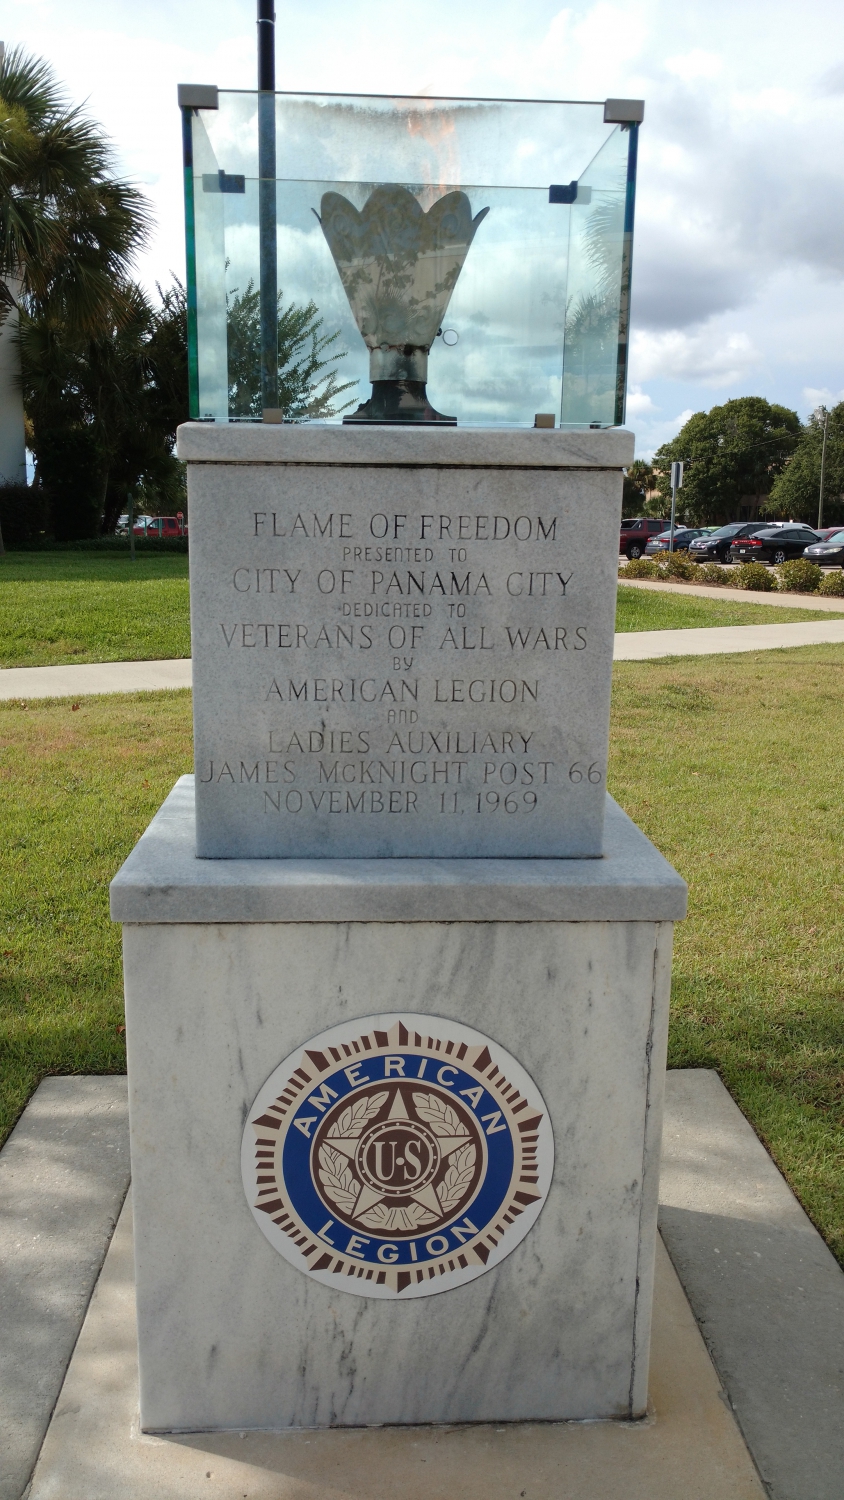 FLAME OF FREEDOM
PRESENTED TO
CITY OF PANAMA CITY
DEDICATED TO
VETERANS OF ALL WARS
BY
AMERICAN LEGION
AND
LADIES AUXILIARY
JAMES McKNIGHT POST 66
NOVEMBER 11, 1969
AMERICAN
U·S
LEGION